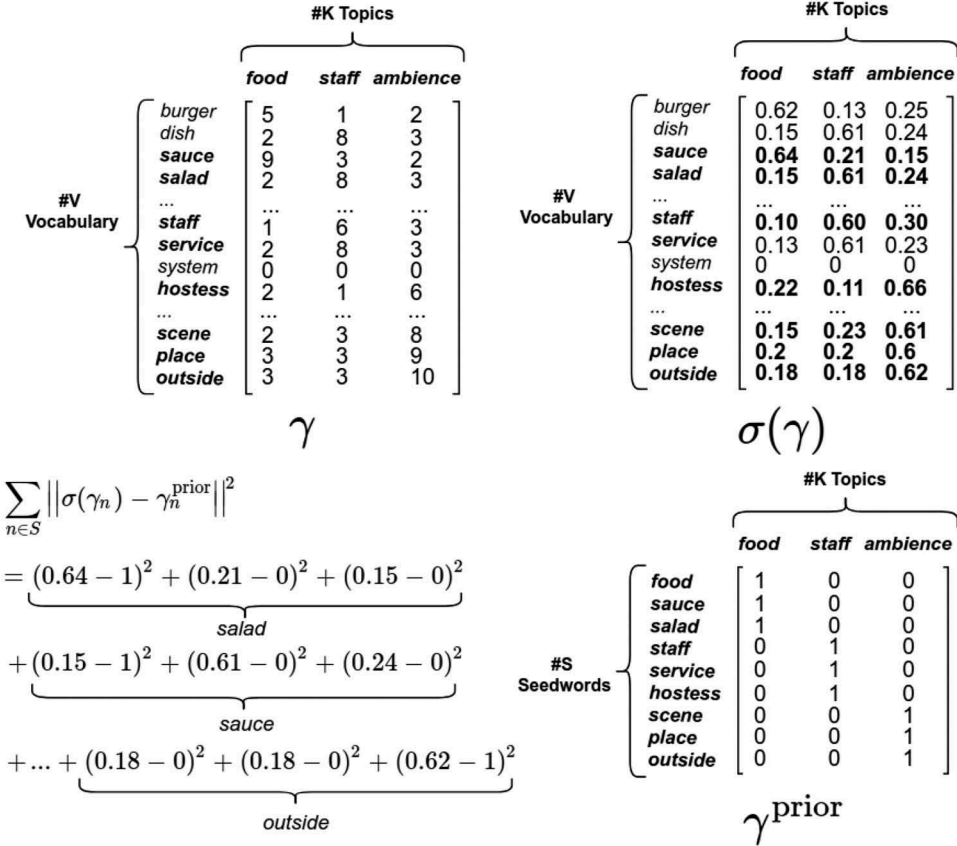 #K Topics
food staff ambience
#V
Vocabulary
burger 5 1 2
dish 2 8 3
sauce 9 3 2
salad 2 8 3
... ... ... ...
staff 1 6 3
service 2 8 3
system 0 0 0
hostess 2 1 6
... ... ... ...
scene 2 3 8
place 3 3 9
outside 3 3 10
γ
#K Topics
food staff ambience
#V
Vocabulary
burger 0.62 0.13 0.25
dish 0.15 0.61 0.24
sauce 0.64 0.21 0.15
salad 0.15 0.61 0.24
... ... ... ...
staff 0.10 0.60 0.30
service 0.13 0.61 0.23
system 0 0 0
hostess 0.22 0.11 0.66
... ... ... ...
scene 0.15 0.23 0.61
place 0.2 0.2 0.6
outside 0.18 0.18 0.62
σ(γ)
∑n∈S ||σ(γn) − γn^prior||^2
= (0.64 − 1)^2 + (0.21 − 0)^2 + (0.15 − 0)^2
salad
+(0.15 − 1)^2 + (0.61 − 0)^2 + (0.24 − 0)^2
sauce
+ ... + (0.18 − 0)^2 + (0.18 − 0)^2 + (0.62 − 1)^2
outside
#K Topics
food staff ambience
#S
Seedwords
food 1 0 0
sauce 1 0 0
salad 1 0 0
staff 0 1 0
service 0 1 0
hostess 0 1 0
scene 0 0 1
place 0 0 1
outside 0 0 1
γ^prior